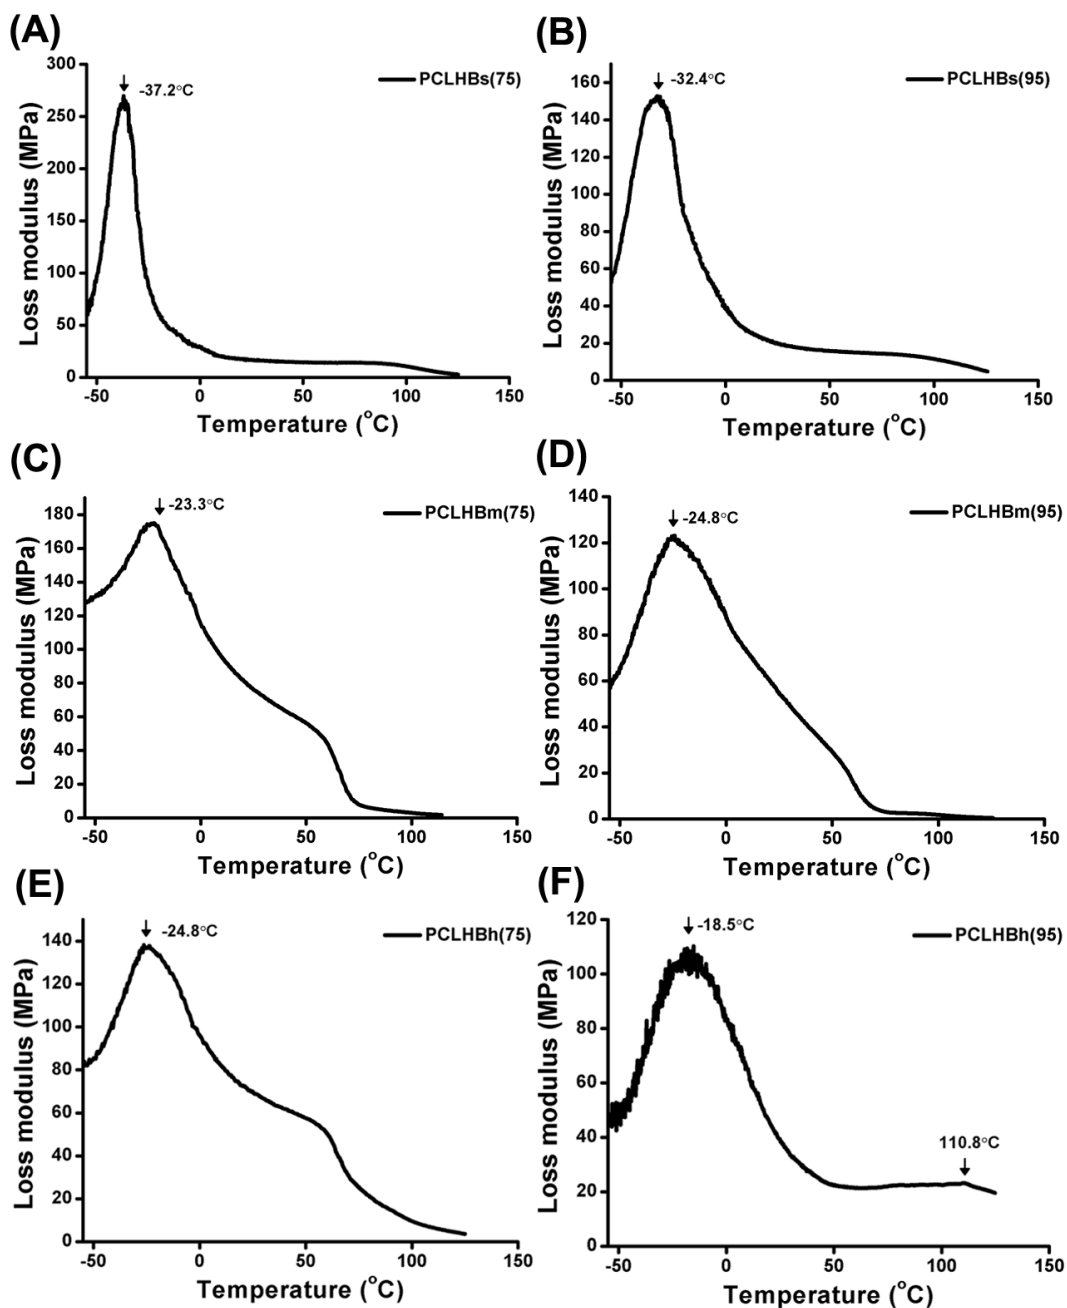 (A)
PCLHBs(75)
-37.2°C
Loss modulus (MPa)
300
250
200
150
100
50
0
-50 0 50 100 150
Temperature (°C)
(B)
PCLHBs(95)
-32.4°C
Loss modulus (MPa)
160
140
120
100
80
60
40
20
0
-50 0 50 100 150
Temperature (°C)
(C)
PCLHBm(75)
-23.3°C
Loss modulus (MPa)
180
160
140
120
100
80
60
40
20
0
-50 0 50 100 150
Temperature (°C)
(D)
PCLHBm(95)
-24.8°C
Loss modulus (MPa)
140
120
100
80
60
40
20
0
-50 0 50 100 150
Temperature (°C)
(E)
PCLHBh(75)
-24.8°C
Loss modulus (MPa)
140
120
100
80
60
40
20
0
-50 0 50 100 150
Temperature (°C)
(F)
PCLHBh(95)
-18.5°C
110.8°C
Loss modulus (MPa)
120
100
80
60
40
20
0
-50 0 50 100 150
Temperature (°C)